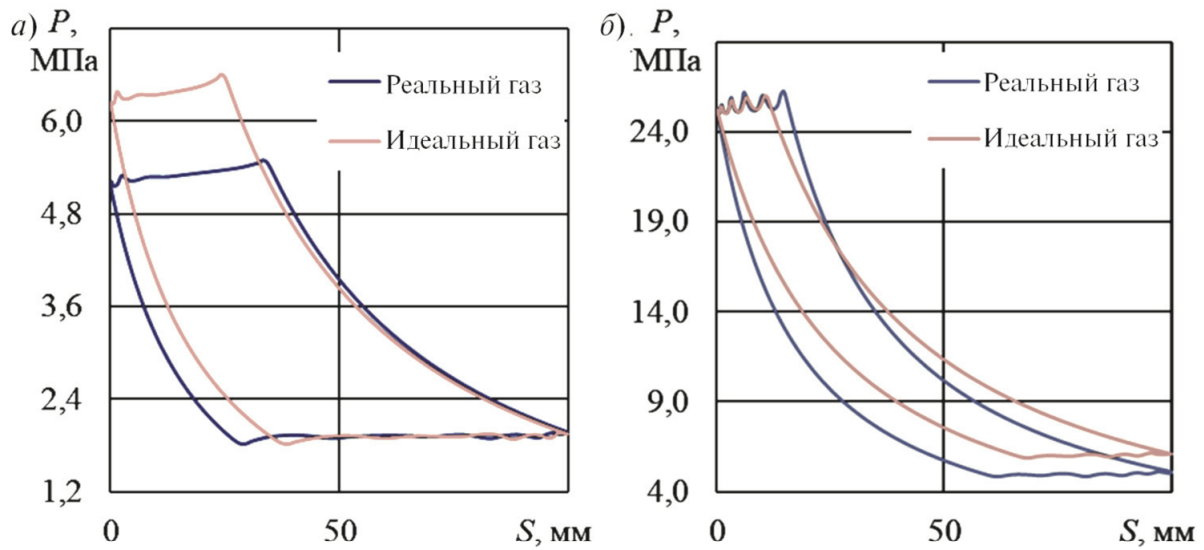 а) P,
МПа
Реальный газ
Идеальный газ
6,0
4,8
3,6
2,4
1,2
0 50 S, мм
б). P,
МПа
Реальный газ
Идеальный газ
24,0
19,0
14,0
9,0
4,0
0 50 S, мм